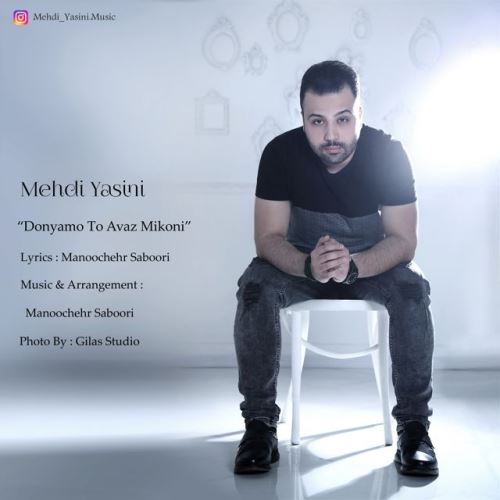 Mehdi_Yasini.Music
Mehdi Yasini
“Donyamo To Avaz Mikoni”
Lyrics : Manoochehr Saboori
Music & Arrangement :
Manoochehr Saboori
Photo By : Gilas Studio